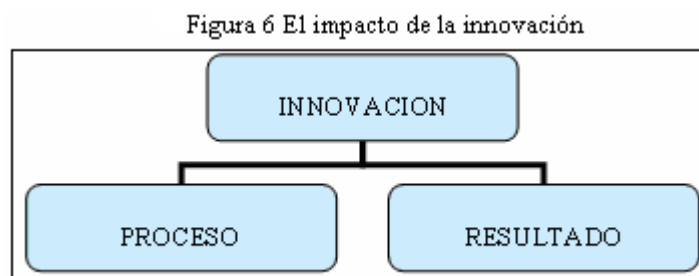 Figura 6 El impacto de la innovación
INNOVACION
PROCESO
RESULTADO